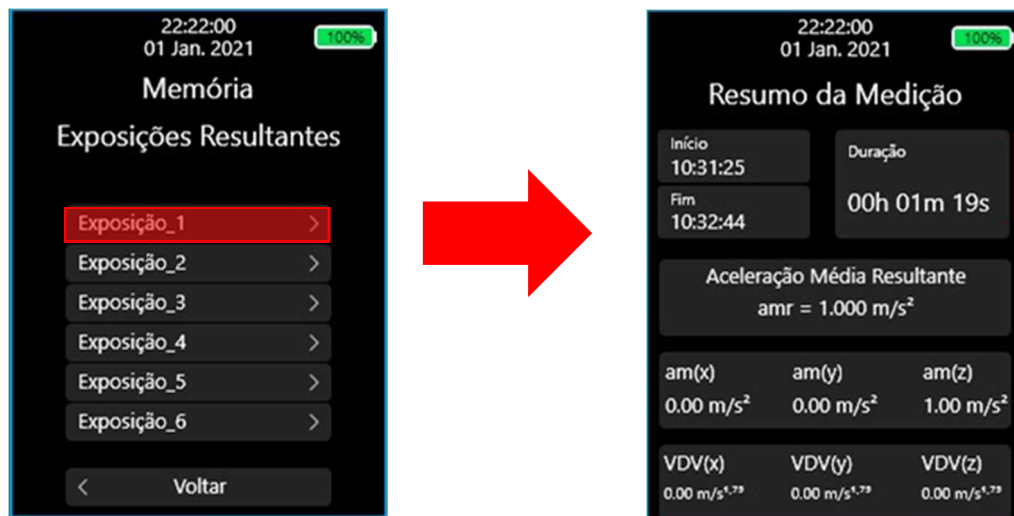 22:22:00
01 Jan. 2021
100%
Memória
Exposições Resultantes
Exposição_1
Exposição_2
Exposição_3
Exposição_4
Exposição_5
Exposição_6
Voltar
22:22:00
01 Jan. 2021
100%
Resumo da Medição
Início
10:31:25
Fim
10:32:44
Duração
00h 01m 19s
Aceleração Média Resultante
amr = 1.000 m/s²
am(x) am(y) am(z)
0.00 m/s² 0.00 m/s² 1.00 m/s²
VDV(x) VDV(y) VDV(z)
0.00 m/s¹·⁷⁵ 0.00 m/s¹·⁷⁵ 0.00 m/s¹·⁷⁵